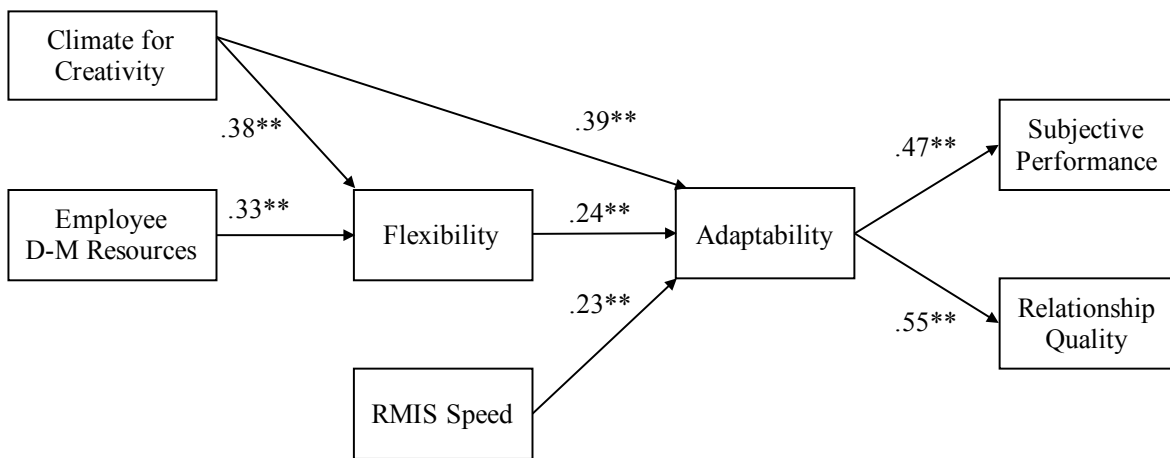 Climate for
Creativity
.38**
.39**
Subjective
Performance
.47**
Employee
D-M Resources
.33**
Flexibility
.24**
Adaptability
.23**
.55**
Relationship
Quality
RMIS Speed